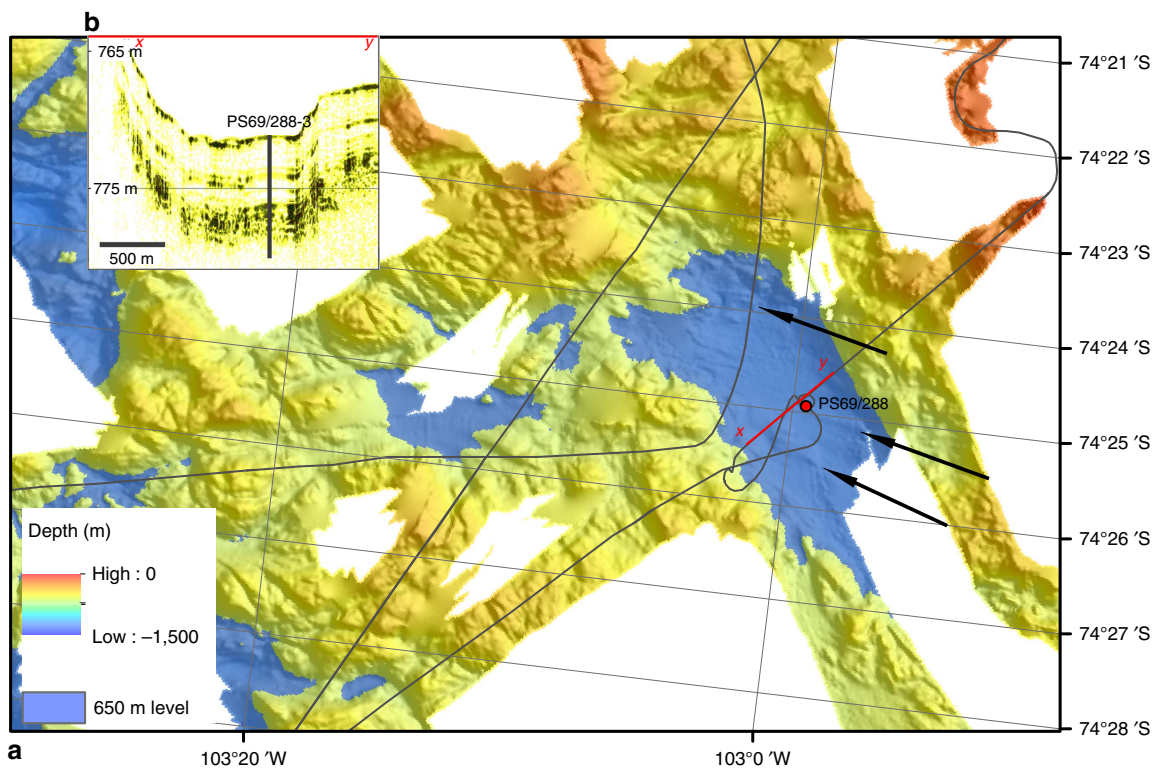 b
765 m
x
y
PS69/288-3
775 m
500 m
74°21 ′S
74°22 ′S
74°23 ′S
74°24 ′S
74°25 ′S
74°26 ′S
74°27 ′S
74°28 ′S
y
PS69/288
x
Depth (m)
High : 0
Low : –1,500
650 m level
a
103°20 ′W
103°0 ′W